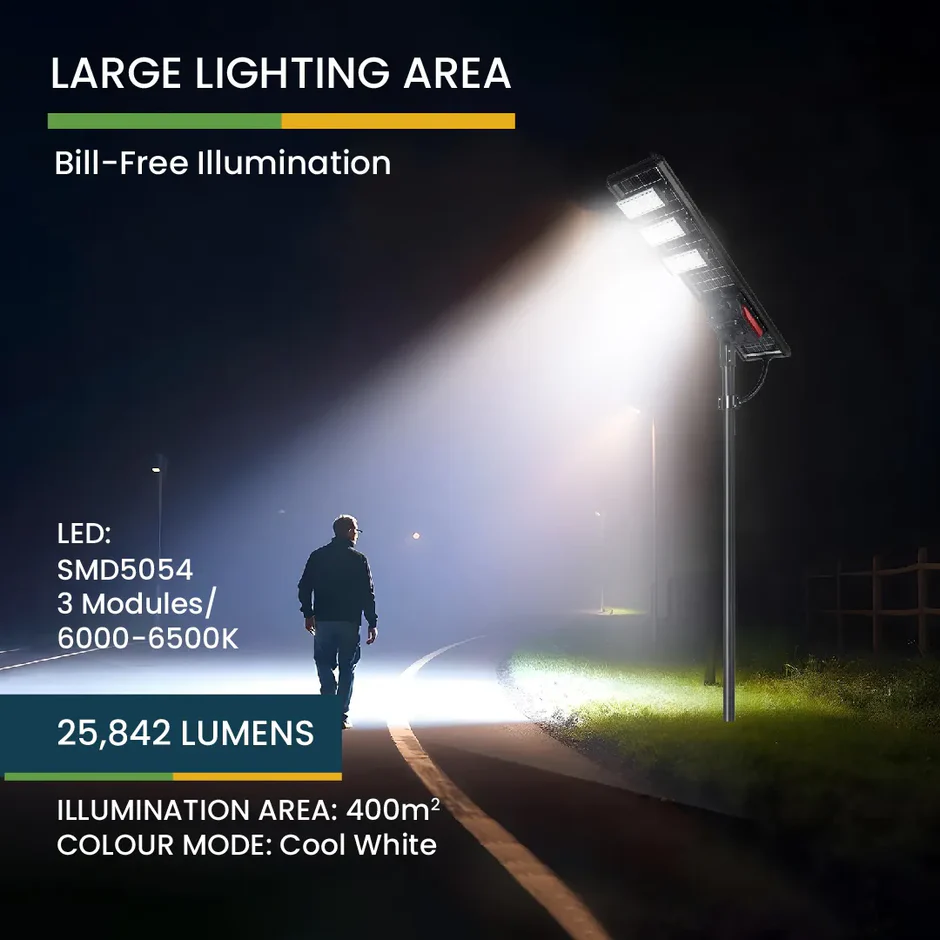 LARGE LIGHTING AREA
Bill-Free Illumination
LED:
SMD5054
3 Modules/
6000-6500K
25,842 LUMENS
ILLUMINATION AREA: 400m²
COLOUR MODE: Cool White